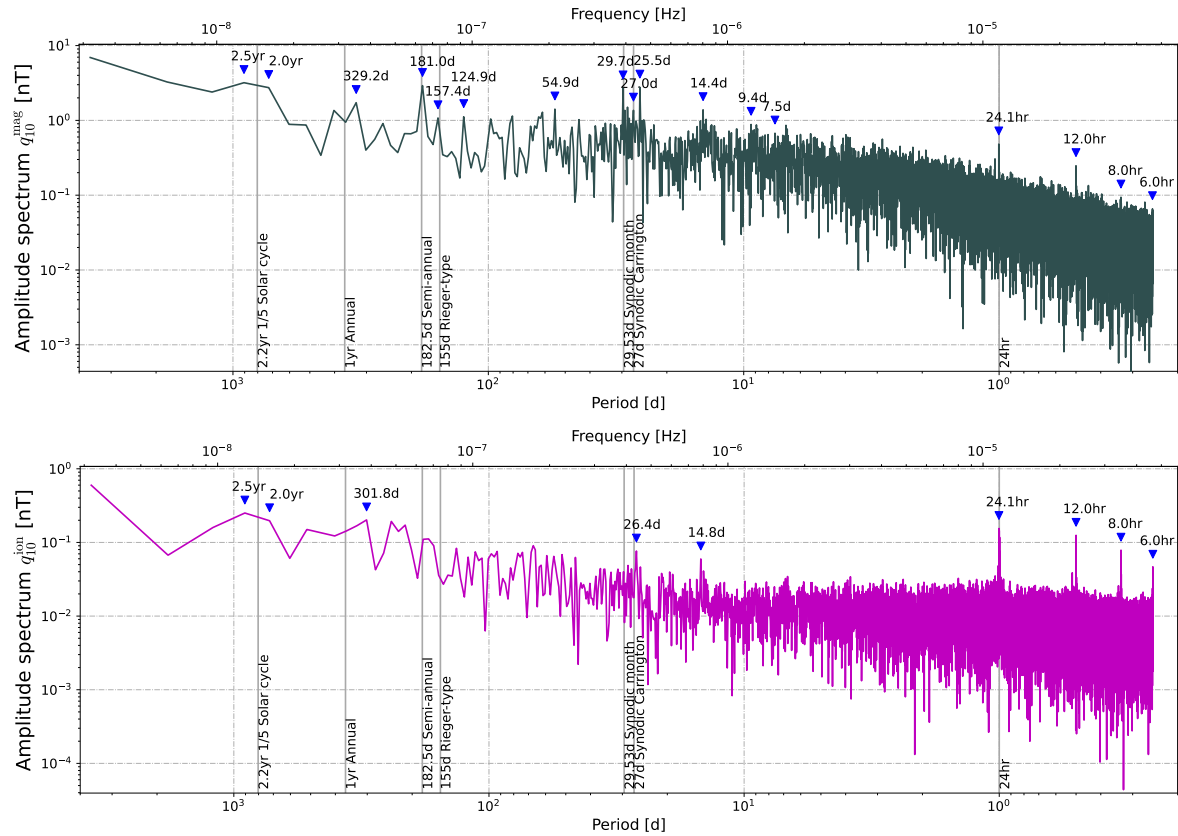 Frequency [Hz]
10⁻⁸ 10⁻⁷ 10⁻⁶ 10⁻⁵
Amplitude spectrum q₁₀ᵐᵃᵍ [nT]
10¹
10⁰
10⁻¹
10⁻²
10⁻³
2.5yr 2.0yr 329.2d 181.0d 157.4d 124.9d 54.9d 29.7d 27.0d 25.5d 14.4d 9.4d 7.5d 24.1hr 12.0hr 8.0hr 6.0hr
2.2yr 1/5 Solar cycle
1yr Annual
182.5d Semi-annual
155d Rieger-type
29.53d Synodic month
27d Synodic Carrington
24hr
10³ 10² 10¹ 10⁰
Period [d]
Frequency [Hz]
10⁻⁸ 10⁻⁷ 10⁻⁶ 10⁻⁵
Amplitude spectrum q₁₀ⁱᵒⁿ [nT]
10⁰
10⁻¹
10⁻²
10⁻³
10⁻⁴
2.5yr 2.0yr 301.8d 26.4d 14.8d 24.1hr 12.0hr 8.0hr 6.0hr
2.2yr 1/5 Solar cycle
1yr Annual
182.5d Semi-annual
155d Rieger-type
29.53d Synodic month
27d Synodic Carrington
24hr
10³ 10² 10¹ 10⁰
Period [d]